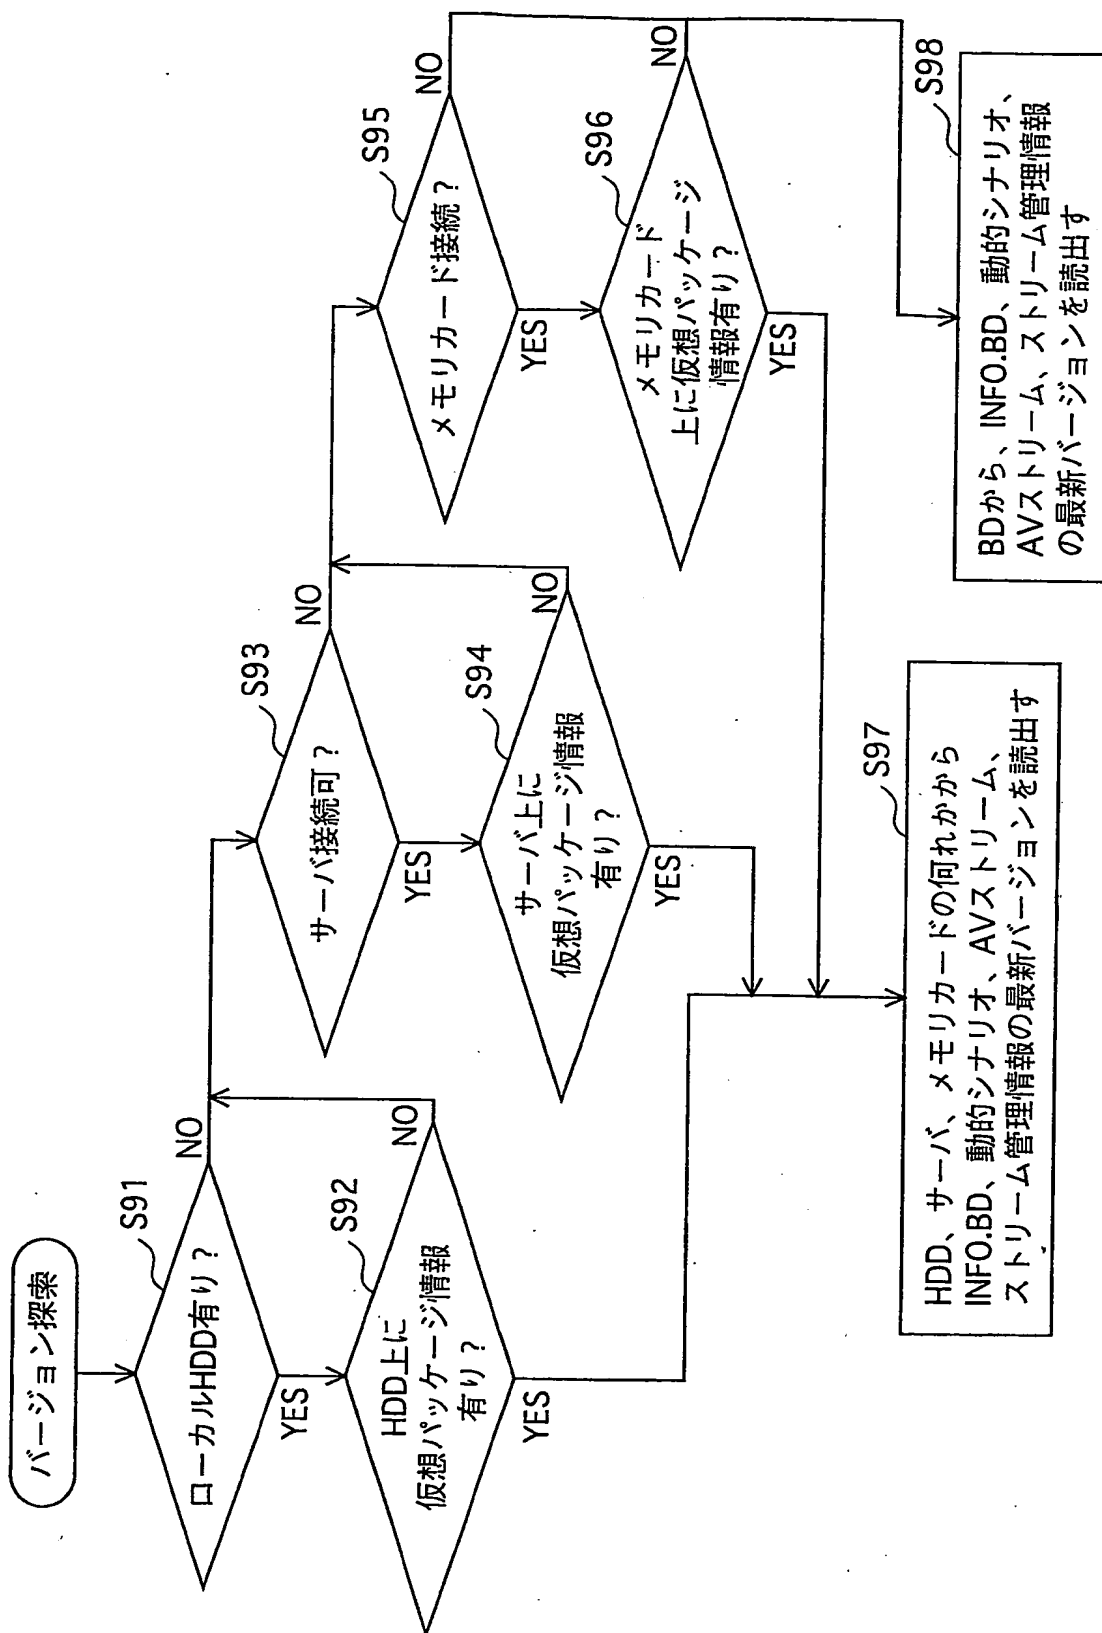 バージョン探索
S91
ローカルHDD有り？
NO
YES
S92
HDD上に
仮想パッケージ情報
有り？
NO
YES
S93
サーバ接続可？
NO
YES
S94
サーバ上に
仮想パッケージ情報
有り？
NO
YES
S95
メモリカード接続？
NO
YES
S96
メモリカード
上に仮想パッケージ
情報有り？
NO
YES
S97
HDD、サーバ、メモリカードの何れかから
INFO.BD、動的シナリオ、AVストリーム、
ストリーム管理情報の最新バージョンを読出す
S98
BDから、INFO.BD、動的シナリオ、
AVストリーム、ストリーム管理情報
の最新バージョンを読出す